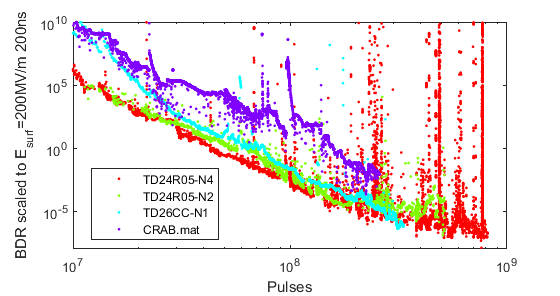 BDR scaled to E_surf=200MV/m 200ns
10^10
10^5
10^0
10^-5
TD24R05-N4
TD24R05-N2
TD26CC-N1
CRAB.mat
10^7
10^8
10^9
Pulses